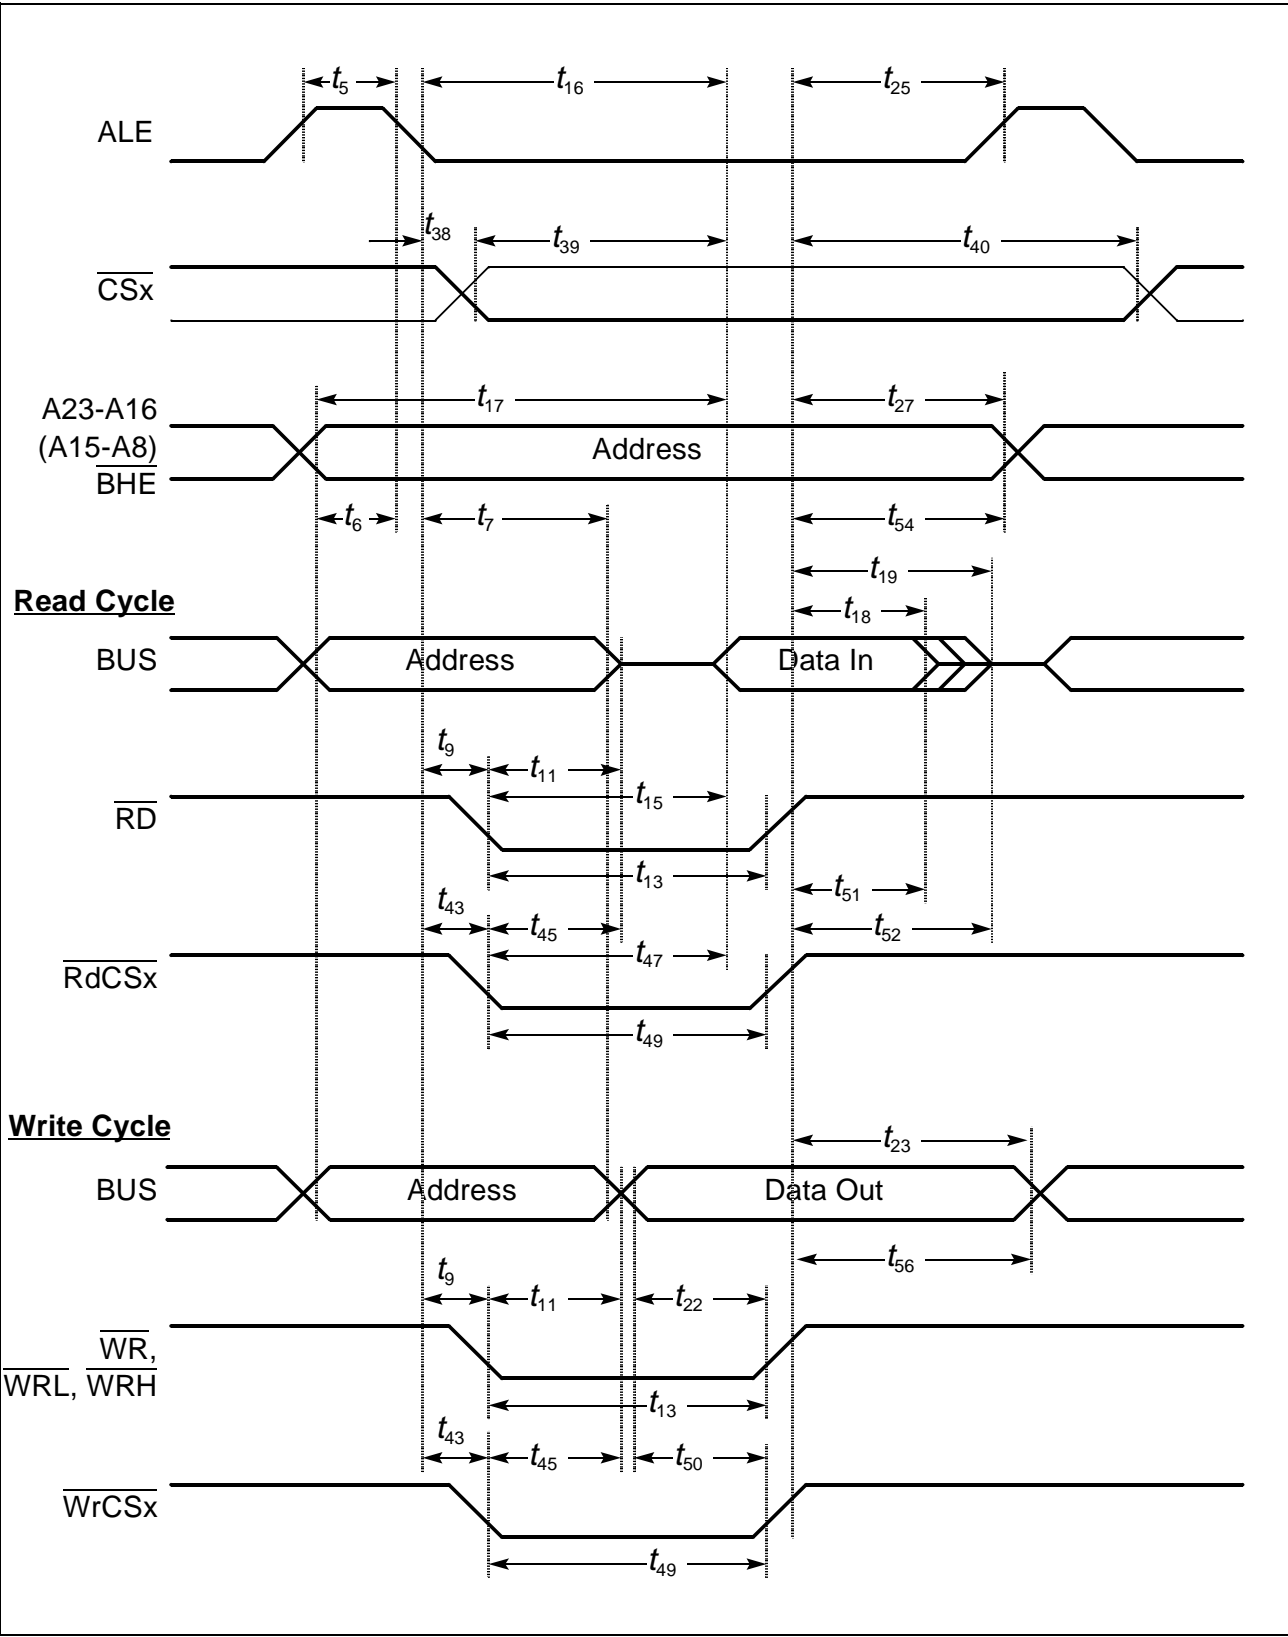 t5 t16 t25
ALE
t38 t39 t40
CSx
t17 t27
A23-A16
(A15-A8)
BHE
Address
t6 t7 t54
t19
Read Cycle
t18
BUS Address Data In
t9 t11
t15
RD
t13 t51
t43 t45 t52
t47
RdCSx
t49
Write Cycle
t23
BUS Address Data Out
t56
t9 t11 t22
WR,
WRL, WRH
t13
t43 t45 t50
WrCSx
t49